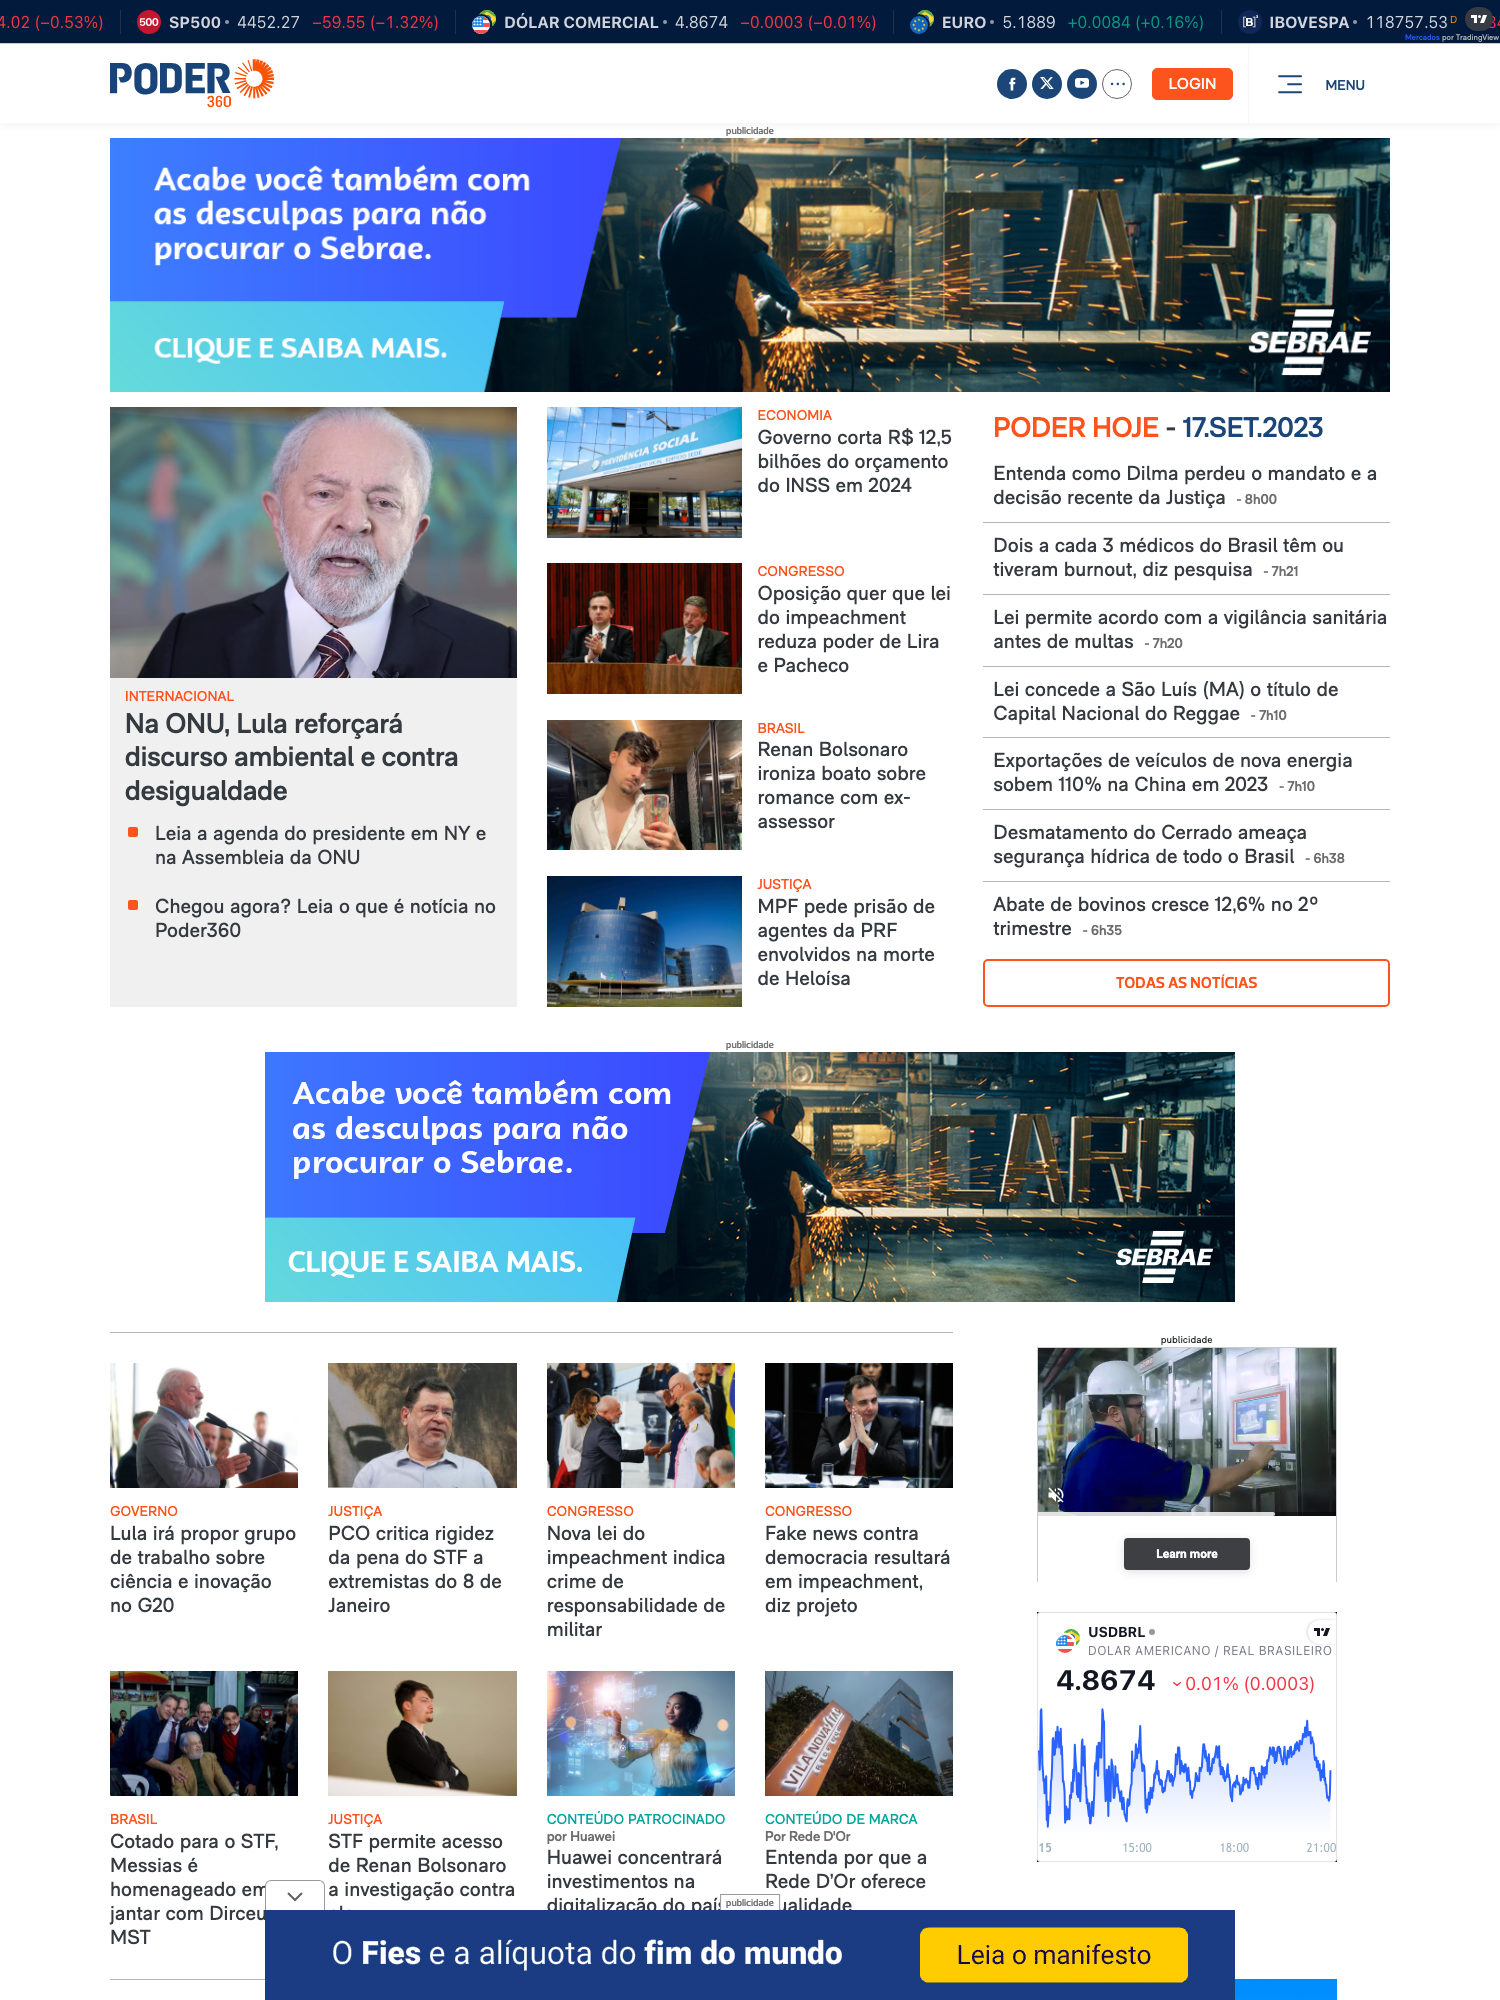 4.02 (−0.53%)
500 SP500 • 4452.27 −59.55 (−1.32%)
DÓLAR COMERCIAL • 4.8674 −0.0003 (−0.01%)
EURO • 5.1889 +0.0084 (+0.16%)
IBOVESPA • 118757.53 D
Mercados por TradingView
PODER
360
LOGIN
MENU
publicidade
Acabe você também com
as desculpas para não
procurar o Sebrae.
CLIQUE E SAIBA MAIS.
SEBRAE
INTERNACIONAL
Na ONU, Lula reforçará
discurso ambiental e contra
desigualdade
Leia a agenda do presidente em NY e
na Assembleia da ONU
Chegou agora? Leia o que é notícia no
Poder360
PREVIDÊNCIA SOCIAL
ECONOMIA
Governo corta R$ 12,5
bilhões do orçamento
do INSS em 2024
CONGRESSO
Oposição quer que lei
do impeachment
reduza poder de Lira
e Pacheco
BRASIL
Renan Bolsonaro
ironiza boato sobre
romance com ex-
assessor
JUSTIÇA
MPF pede prisão de
agentes da PRF
envolvidos na morte
de Heloísa
PODER HOJE - 17.SET.2023
Entenda como Dilma perdeu o mandato e a
decisão recente da Justiça - 8h00
Dois a cada 3 médicos do Brasil têm ou
tiveram burnout, diz pesquisa - 7h21
Lei permite acordo com a vigilância sanitária
antes de multas - 7h20
Lei concede a São Luís (MA) o título de
Capital Nacional do Reggae - 7h10
Exportações de veículos de nova energia
sobem 110% na China em 2023 - 7h10
Desmatamento do Cerrado ameaça
segurança hídrica de todo o Brasil - 6h38
Abate de bovinos cresce 12,6% no 2º
trimestre - 6h35
TODAS AS NOTÍCIAS
publicidade
Acabe você também com
as desculpas para não
procurar o Sebrae.
CLIQUE E SAIBA MAIS.
SEBRAE
GOVERNO
Lula irá propor grupo
de trabalho sobre
ciência e inovação
no G20
JUSTIÇA
PCO critica rigidez
da pena do STF a
extremistas do 8 de
Janeiro
CONGRESSO
Nova lei do
impeachment indica
crime de
responsabilidade de
militar
CONGRESSO
Fake news contra
democracia resultará
em impeachment,
diz projeto
publicidade
Learn more
USDBRL •
DOLAR AMERICANO / REAL BRASILEIRO
4.8674 0.01% (0.0003)
15 15:00 18:00 21:00
BRASIL
Cotado para o STF,
Messias é
homenageado em
jantar com Dirceu
MST
JUSTIÇA
STF permite acesso
de Renan Bolsonaro
a investigação contra
CONTEÚDO PATROCINADO
por Huawei
Huawei concentrará
investimentos na
digitalização do país
VILA NOVA STAR
CONTEÚDO DE MARCA
Por Rede D'Or
Entenda por que a
Rede D'Or oferece
qualidade
publicidade
O Fies e a alíquota do fim do mundo
Leia o manifesto